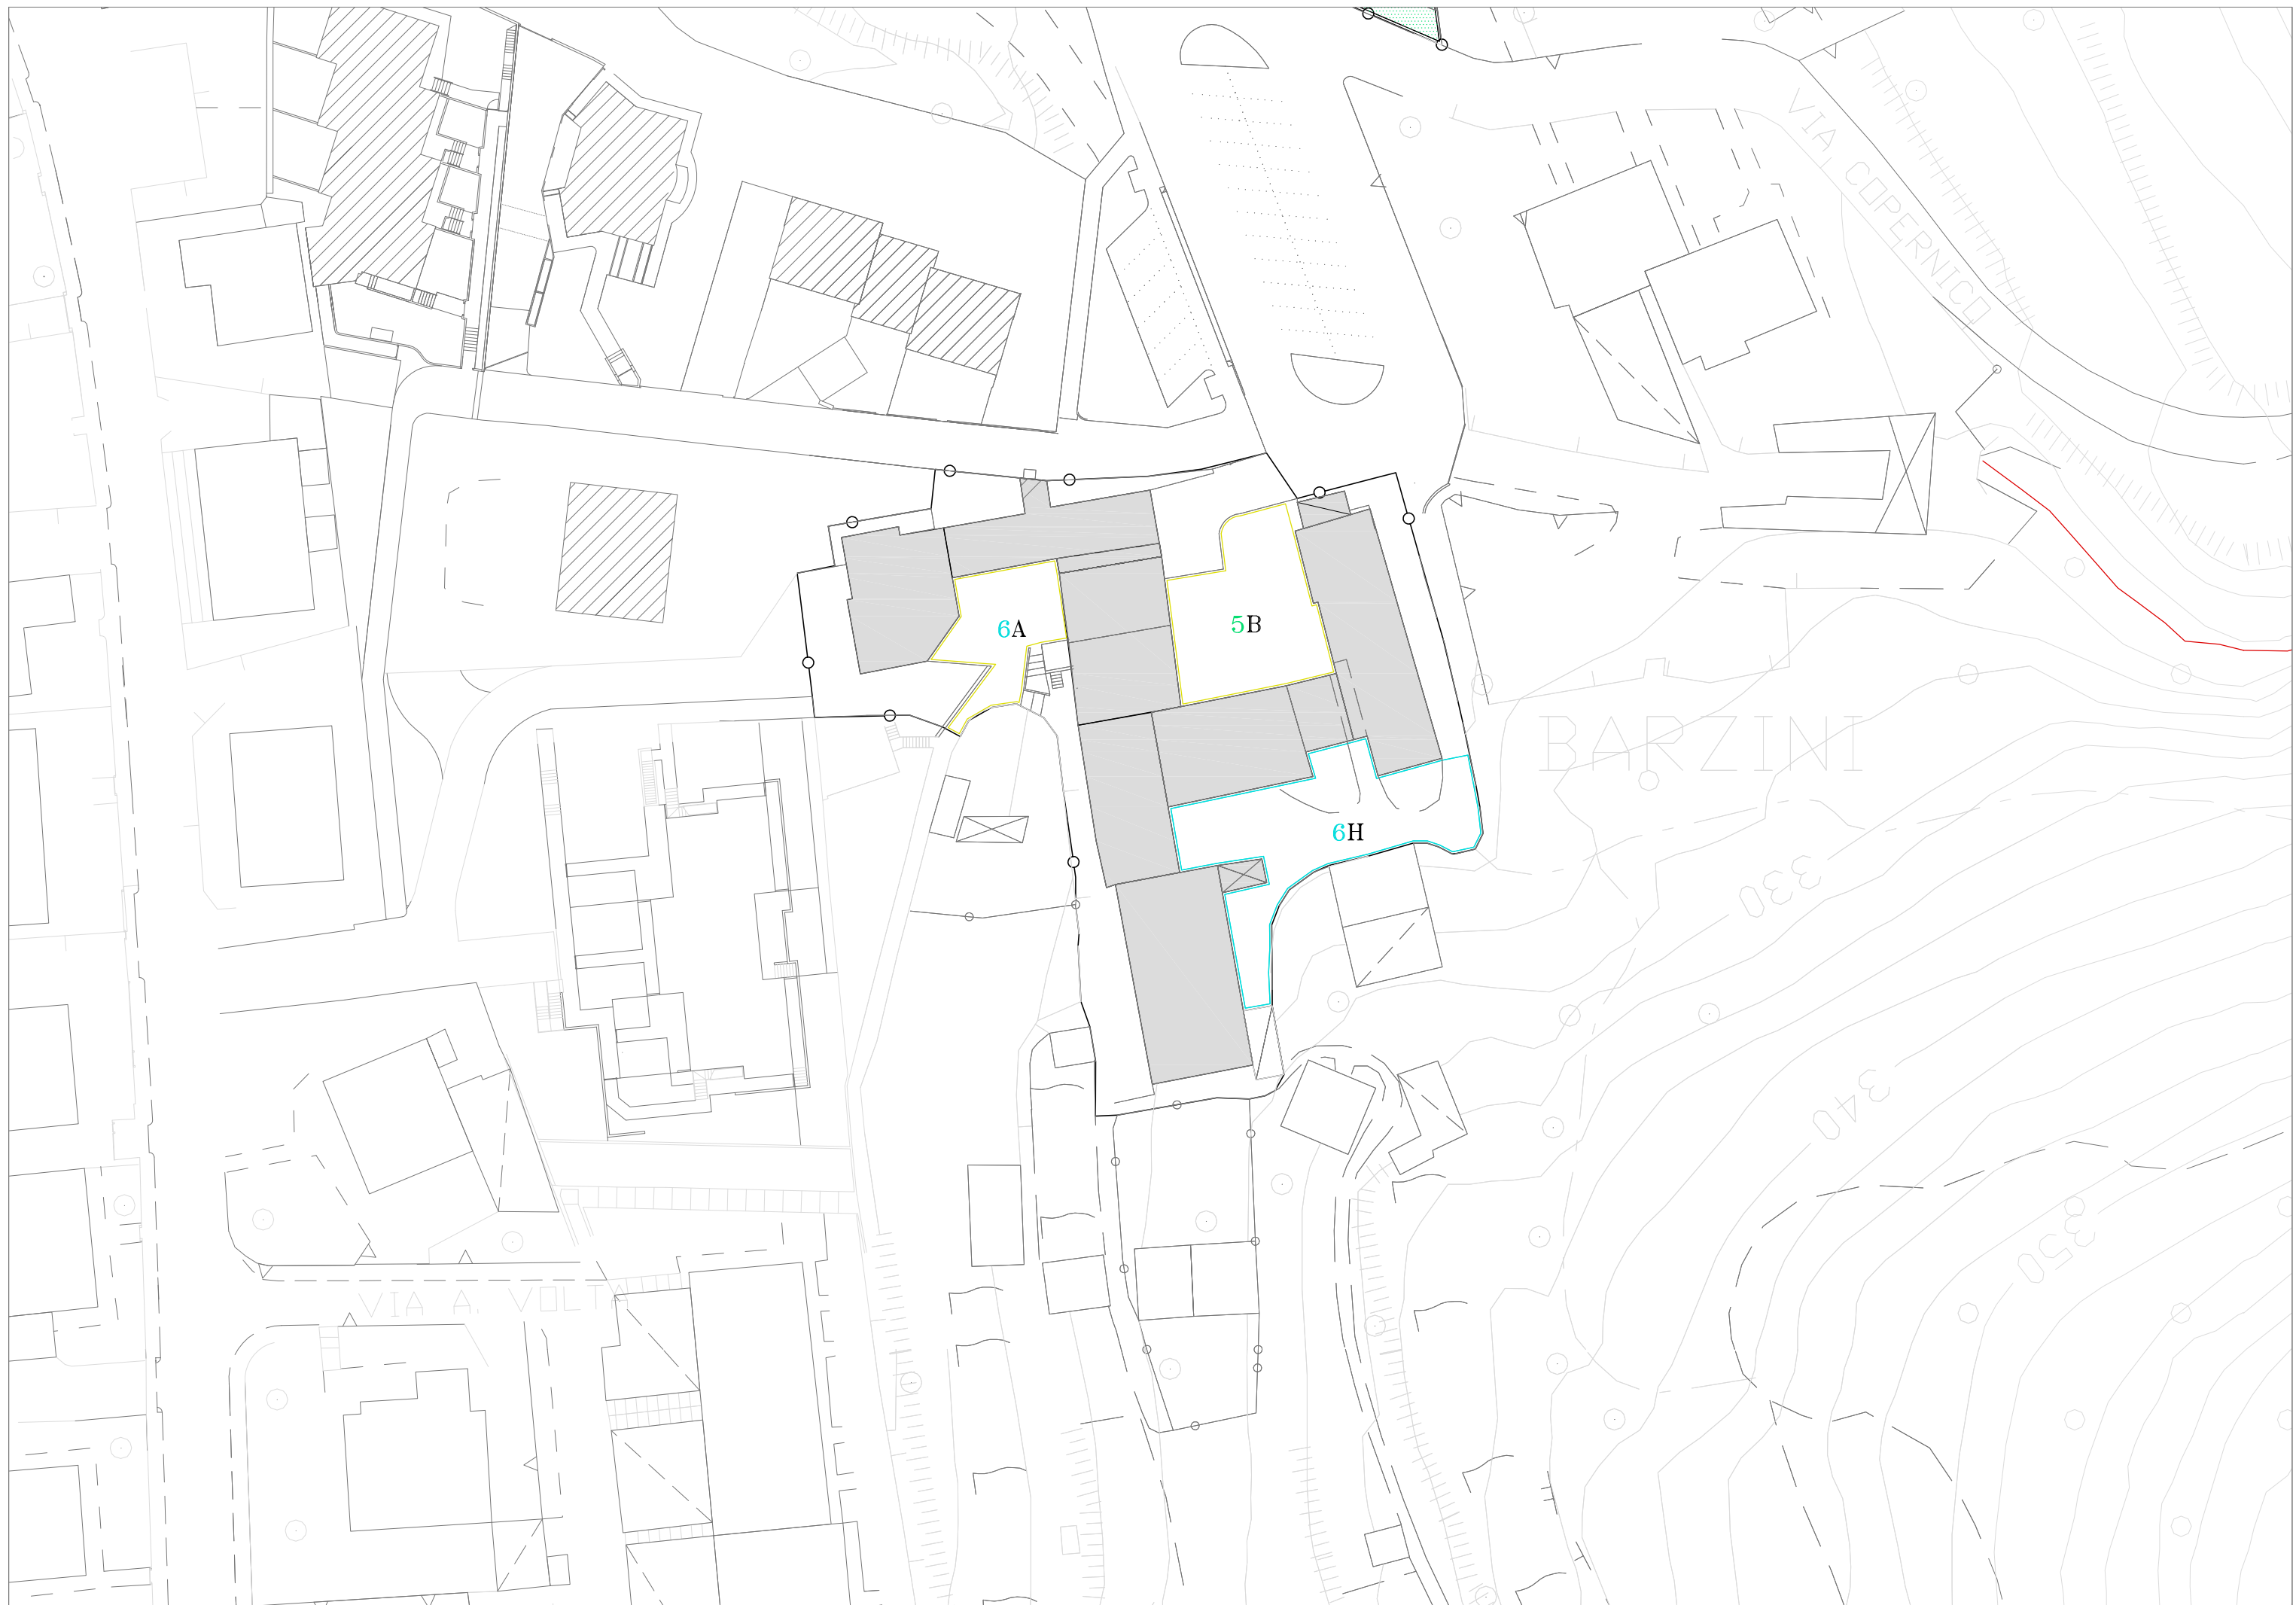 VIA COPERNICO
6A
5B
BARZINI
6H
330
340
350
VIA A. VOLTA